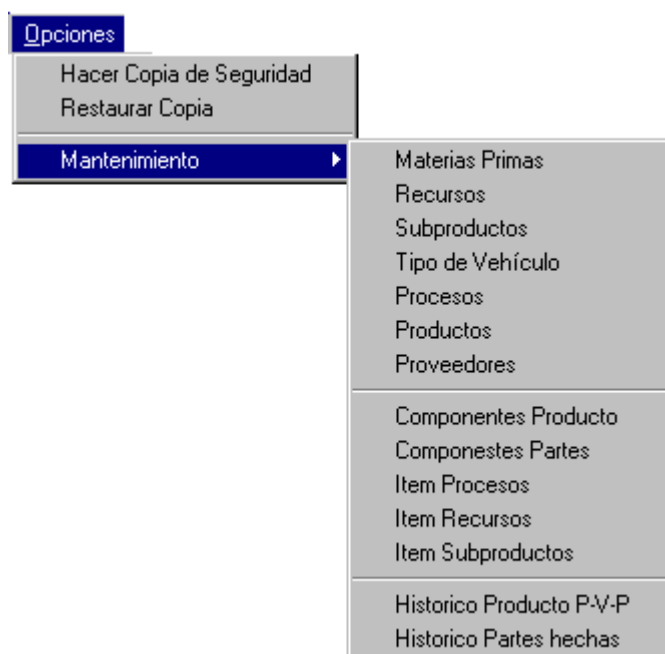 Opciones
Hacer Copia de Seguridad
Restaurar Copia
Mantenimiento
Materias Primas
Recursos
Subproductos
Tipo de Vehículo
Procesos
Productos
Proveedores
Componentes Producto
Componestes Partes
Item Procesos
Item Recursos
Item Subproductos
Historico Producto P-V-P
Historico Partes hechas